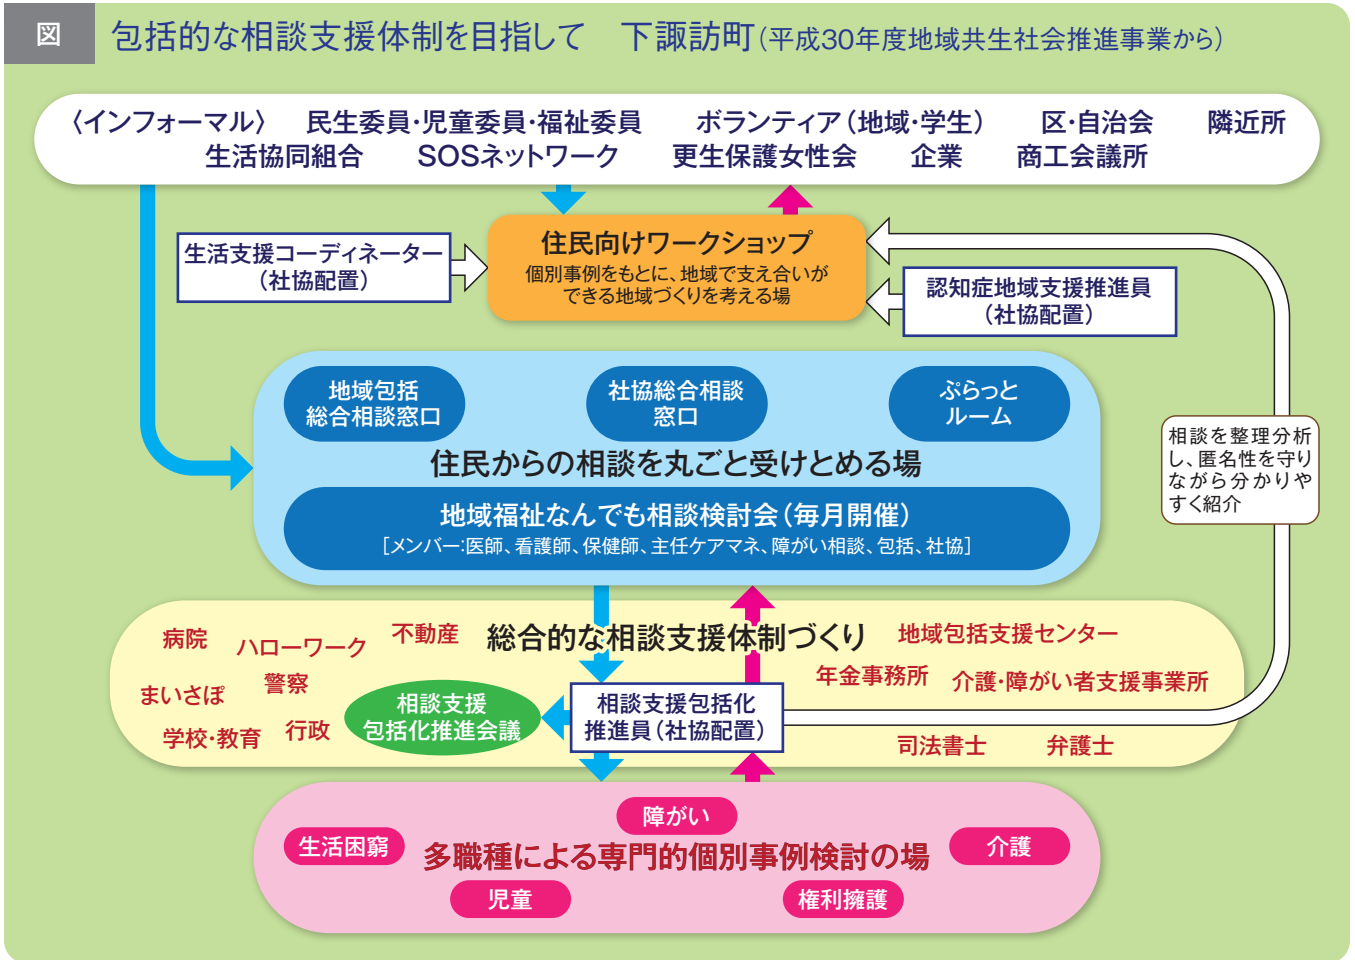 図 包括的な相談支援体制を目指して 下諏訪町(平成30年度地域共生社会推進事業から)
〈インフォーマル〉 民生委員・児童委員・福祉委員 ボランティア(地域・学生) 区・自治会 隣近所
生活協同組合 SOSネットワーク 更生保護女性会 企業 商工会議所
生活支援コーディネーター
(社協配置)
住民向けワークショップ
個別事例をもとに、地域で支え合いが
できる地域づくりを考える場
認知症地域支援推進員
(社協配置)
地域包括
総合相談窓口
社協総合相談
窓口
ぷらっと
ルーム
住民からの相談を丸ごと受けとめる場
地域福祉なんでも相談検討会(毎月開催)
[メンバー:医師、看護師、保健師、主任ケアマネ、障がい相談、包括、社協]
相談を整理分析
し、匿名性を守り
ながら分かりや
すく紹介
総合的な相談支援体制づくり
病院
ハローワーク
不動産
まいさぽ
警察
学校・教育
行政
相談支援
包括化推進会議
相談支援包括化
推進員(社協配置)
地域包括支援センター
年金事務所
介護・障がい者支援事業所
司法書士
弁護士
障がい
生活困窮
多職種による専門的個別事例検討の場
介護
児童
権利擁護